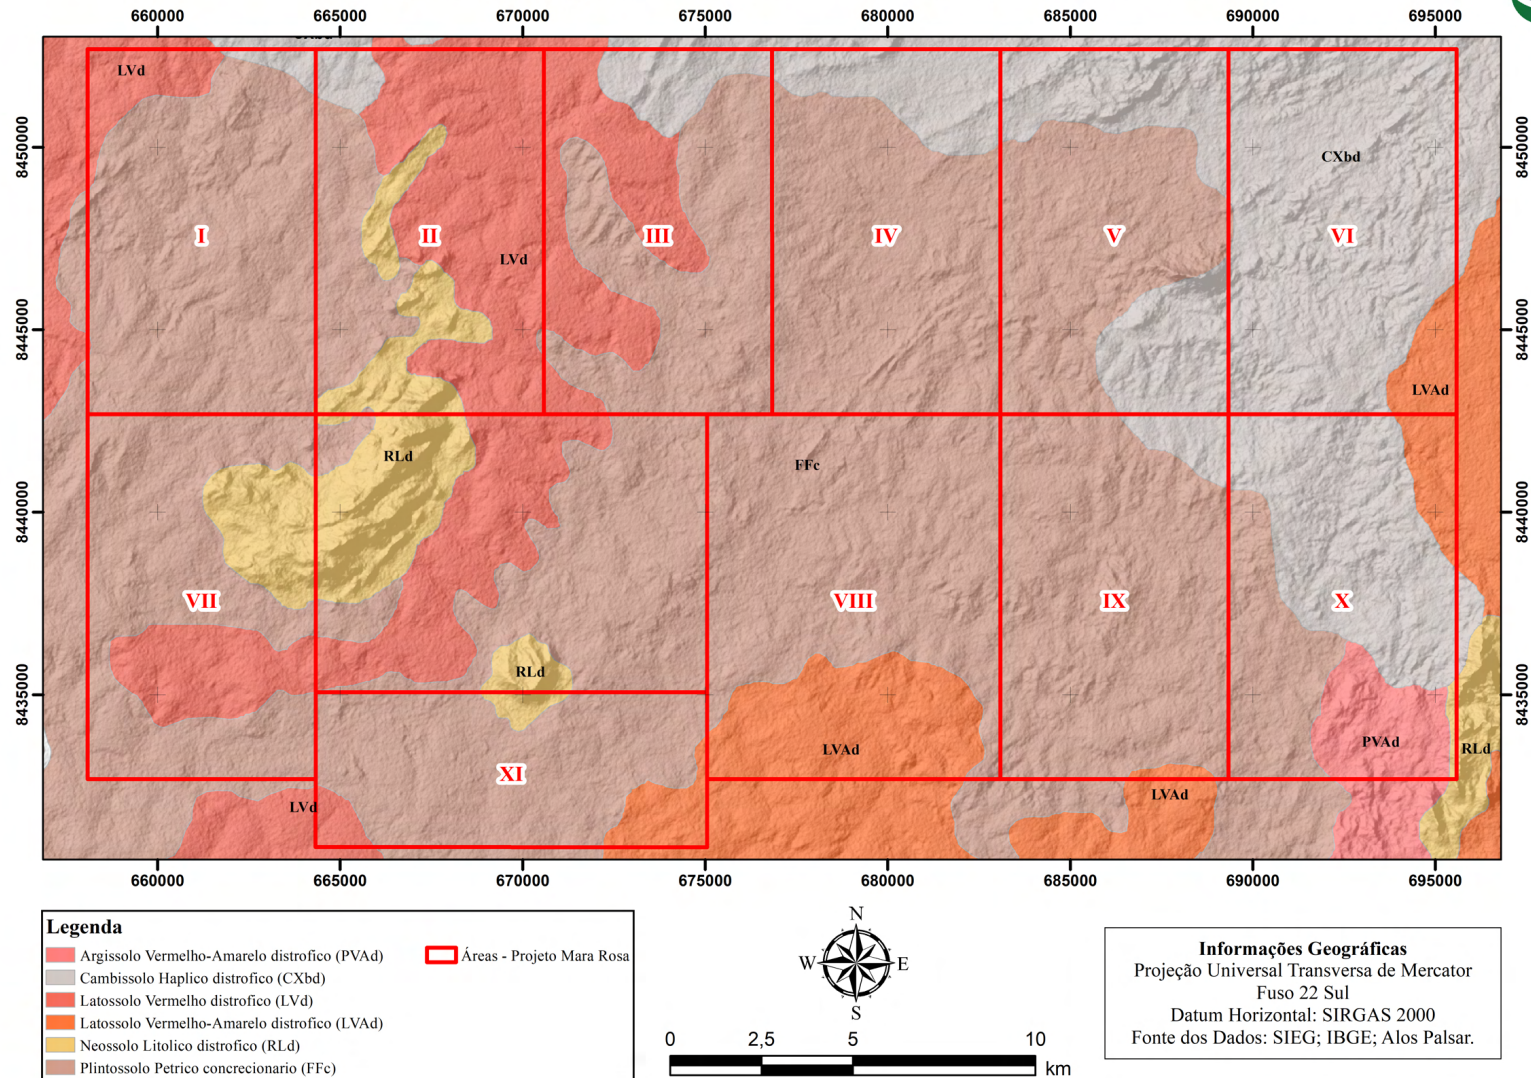 660000 665000 670000 675000 680000 685000 690000 695000
CXbd
LVd
8450000 8450000
CXbd
I II III IV V VI
LVd
8445000 8445000
LVAd
RLd FFc
8440000 8440000
VII VIII IX X
RLd
8435000 8435000
PVAd
LVAd RLd
XI
LVd LVAd
660000 665000 670000 675000 680000 685000 690000 695000
Legenda
Argissolo Vermelho-Amarelo distrofico (PVAd)
Cambissolo Haplico distrofico (CXbd)
Latossolo Vermelho distrofico (LVd)
Latossolo Vermelho-Amarelo distrofico (LVAd)
Neossolo Litolico distrofico (RLd)
Plintossolo Petrico concrecionario (FFc)
Áreas - Projeto Mara Rosa
N
W E
S
0 2,5 5 10
km
Informações Geográficas
Projeção Universal Transversa de Mercator
Fuso 22 Sul
Datum Horizontal: SIRGAS 2000
Fonte dos Dados: SIEG; IBGE; Alos Palsar.